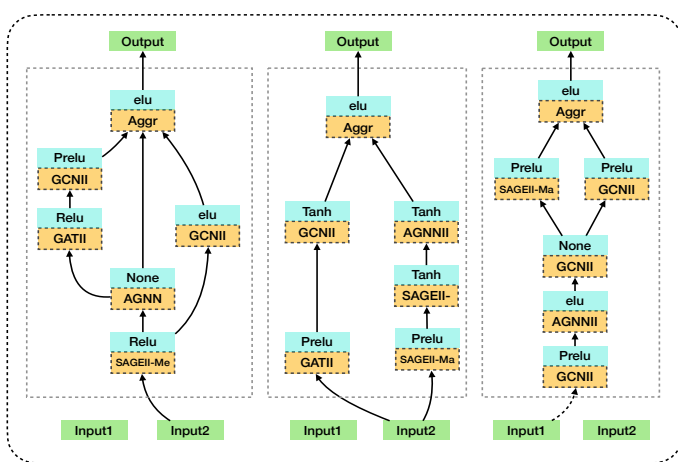 Output
elu
Aggr
Prelu
GCNII
Relu
GATII
elu
GCNII
None
AGNN
Relu
SAGEII-Me
Input1
Input2
Output
elu
Aggr
Tanh
GCNII
Tanh
AGNNII
Tanh
SAGEII-
Prelu
GATII
Prelu
SAGEII-Ma
Input1
Input2
Output
elu
Aggr
Prelu
SAGEII-Ma
Prelu
GCNII
None
GCNII
elu
AGNNII
Prelu
GCNII
Input1
Input2